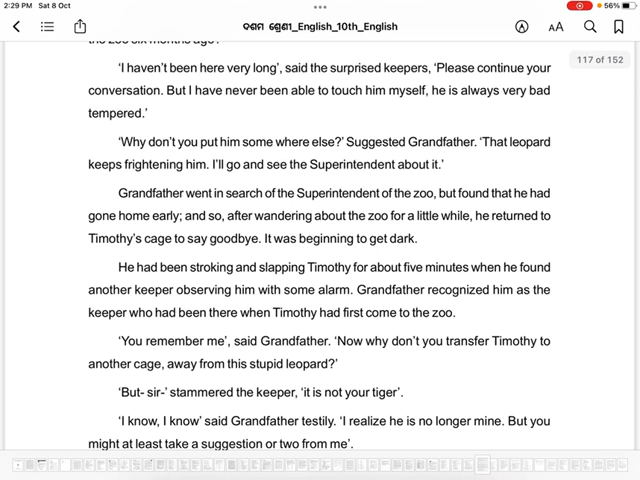 2:29 PM Sat 8 Oct
56%
ଦଶମ ଶ୍ରେଣୀ_English_10th_English
AA
117 of 152
the zoo six months ago?
'I haven't been here very long', said the surprised keepers, 'Please continue your
conversation. But I have never been able to touch him myself, he is always very bad
tempered.'
'Why don't you put him some where else?' Suggested Grandfather. 'That leopard
keeps frightening him. I'll go and see the Superintendent about it.'
Grandfather went in search of the Superintendent of the zoo, but found that he had
gone home early; and so, after wandering about the zoo for a little while, he returned to
Timothy's cage to say goodbye. It was beginning to get dark.
He had been stroking and slapping Timothy for about five minutes when he found
another keeper observing him with some alarm. Grandfather recognized him as the
keeper who had been there when Timothy had first come to the zoo.
'You remember me', said Grandfather. 'Now why don't you transfer Timothy to
another cage, away from this stupid leopard?'
'But- sir-' stammered the keeper, 'it is not your tiger'.
'I know, I know' said Grandfather testily. 'I realize he is no longer mine. But you
might at least take a suggestion or two from me'.